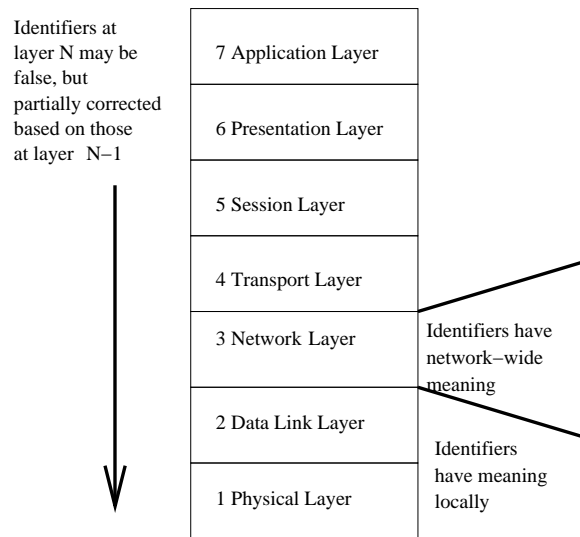 Identifiers at
layer N may be
false, but
partially corrected
based on those
at layer N−1
7 Application Layer
6 Presentation Layer
5 Session Layer
4 Transport Layer
3 Network Layer
2 Data Link Layer
1 Physical Layer
Identifiers have
network−wide
meaning
Identifiers
have meaning
locally